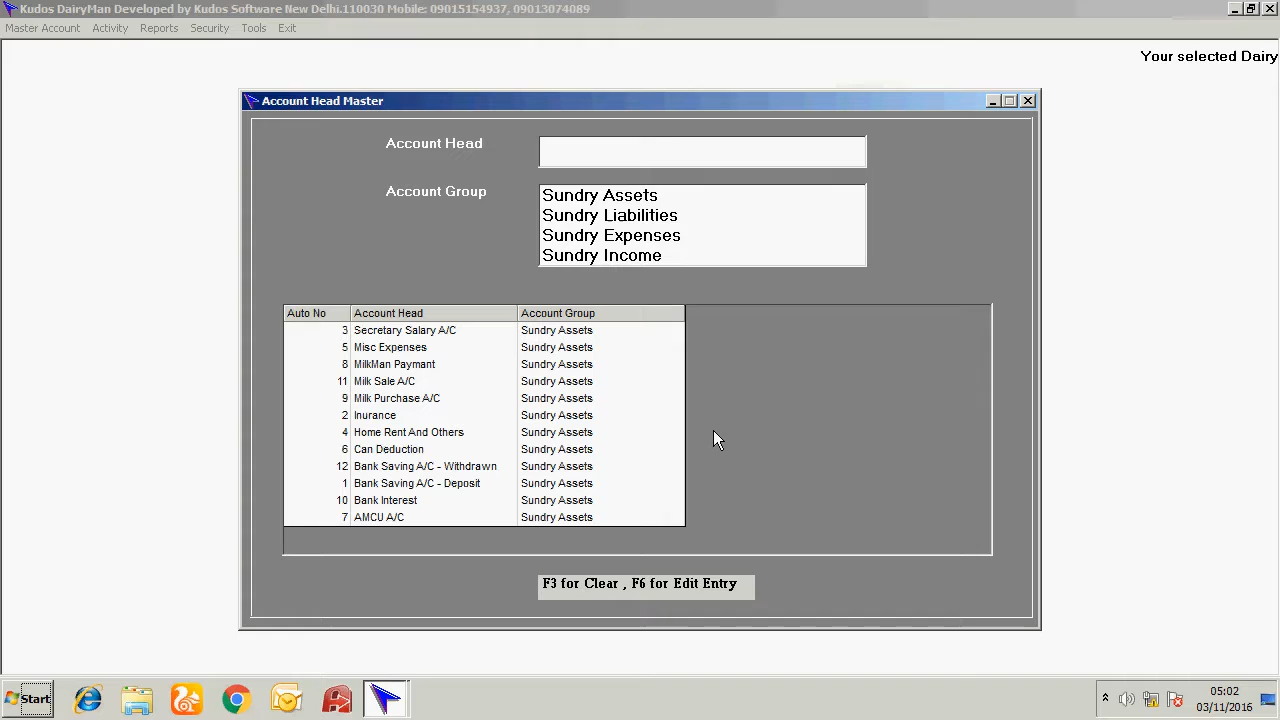 Kudos DairyMan Developed by Kudos Software New Delhi.110030 Mobile: 09015154937, 09013074089
Master Account Activity Reports Security Tools Exit
Your selected Dairy
Account Head Master
Account Head
Account Group
Sundry Assets
Sundry Liabilities
Sundry Expenses
Sundry Income
Auto No Account Head Account Group
3 Secretary Salary A/C Sundry Assets
5 Misc Expenses Sundry Assets
8 MilkMan Paymant Sundry Assets
11 Milk Sale A/C Sundry Assets
9 Milk Purchase A/C Sundry Assets
2 Inurance Sundry Assets
4 Home Rent And Others Sundry Assets
6 Can Deduction Sundry Assets
12 Bank Saving A/C - Withdrawn Sundry Assets
1 Bank Saving A/C - Deposit Sundry Assets
10 Bank Interest Sundry Assets
7 AMCU A/C Sundry Assets
F3 for Clear , F6 for Edit Entry
Start
05:02
03/11/2016